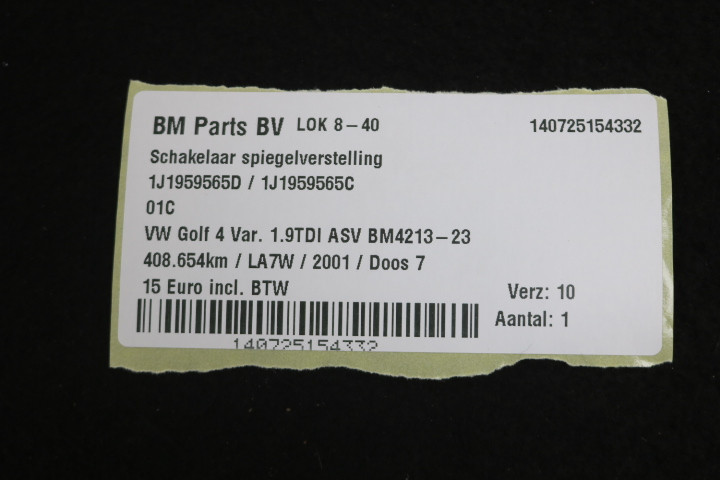 BM Parts BV LOK 8-40 140725154332
Schakelaar spiegelverstelling
1J1959565D / 1J1959565C
01C
VW Golf 4 Var. 1.9TDI ASV BM4213-23
408.654km / LA7W / 2001 / Doos 7
15 Euro incl. BTW Verz: 10
Aantal: 1
140725154332